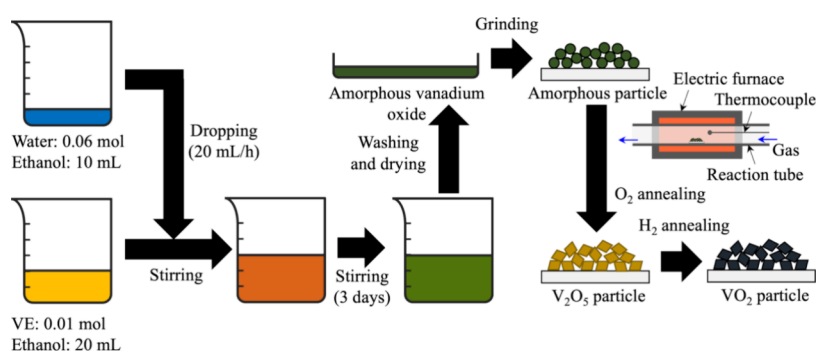 Water: 0.06 mol
Ethanol: 10 mL
Dropping
(20 mL/h)
VE: 0.01 mol
Ethanol: 20 mL
Stirring
Stirring
(3 days)
Washing
and drying
Amorphous vanadium
oxide
Grinding
Amorphous particle
Electric furnace
Thermocouple
Gas
Reaction tube
O₂ annealing
V₂O₅ particle
H₂ annealing
VO₂ particle